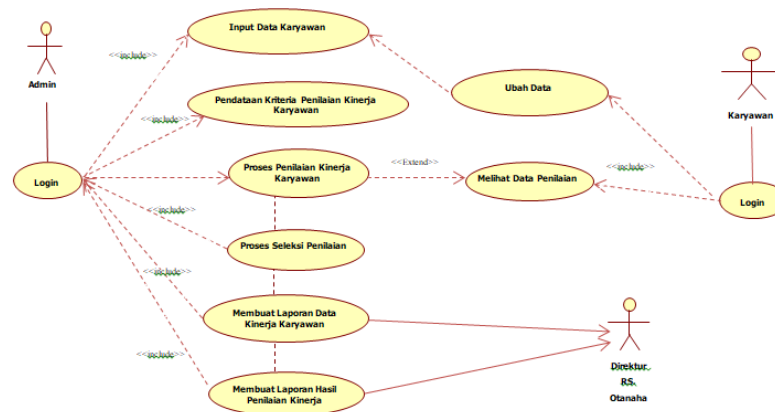 Input Data Karyawan
<<include>>
Admin
Ubah Data
Karyawan
Pendataan Kriteria Penilaian Kinerja
Karyawan
<<include>>
Proses Penilaian Kinerja
Karyawan
<<Extend>>
Melihat Data Penilaian
<<include>>
Login
Login
<<include>>
Proses Seleksi Penilaian
<<include>>
Membuat Laporan Data
Kinerja Karyawan
<<include>>
Membuat Laporan Hasil
Penilaian Kinerja
Direktur
RS.
Otanaha